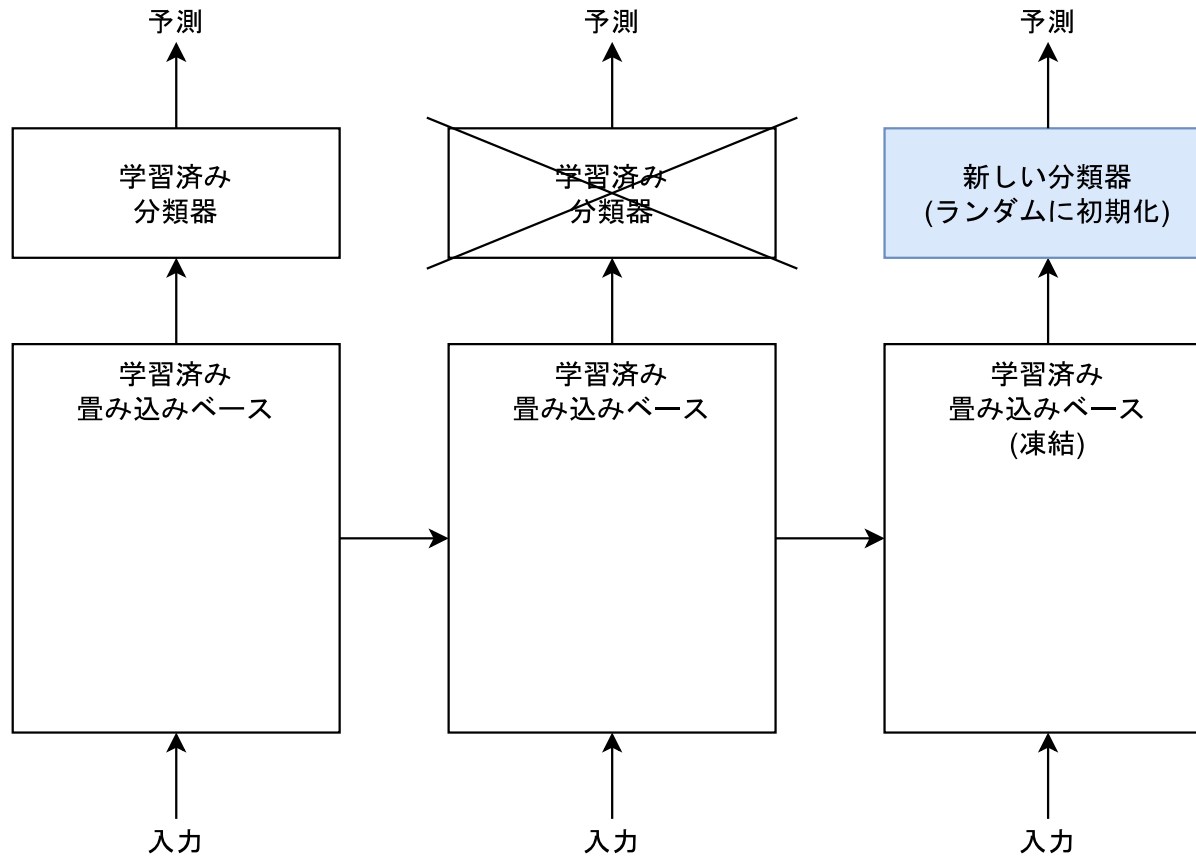 予測
学習済み
分類器
学習済み
畳み込みベース
入力
予測
学習済み
分類器
学習済み
畳み込みベース
入力
予測
新しい分類器
(ランダムに初期化)
学習済み
畳み込みベース
(凍結)
入力